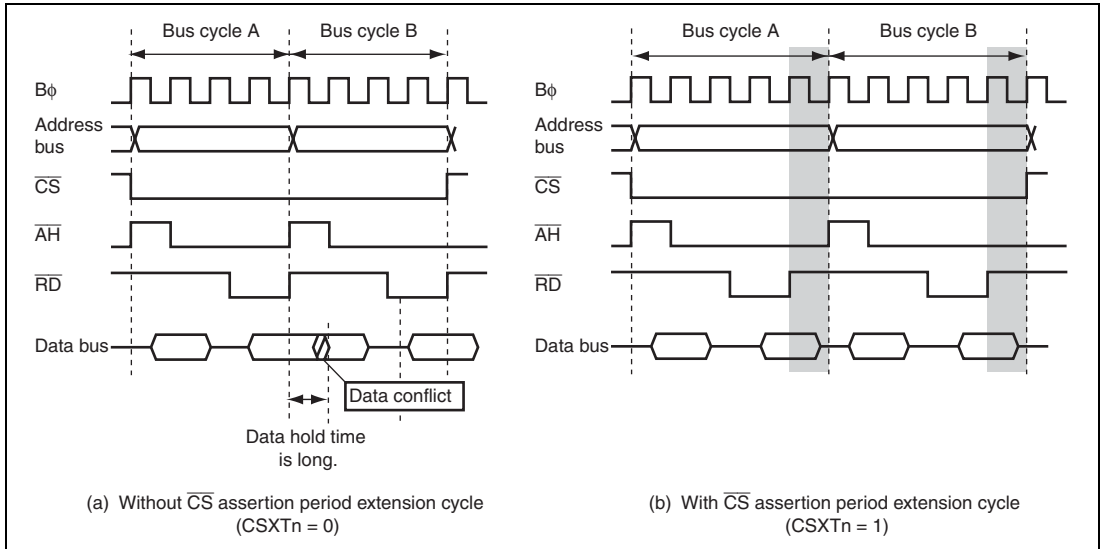 Bus cycle A
Bus cycle B
Bϕ
Address
bus
CS
AH
RD
Data bus
Data conflict
Data hold time
is long.
(a) Without CS assertion period extension cycle
(CSXTn = 0)
Bus cycle A
Bus cycle B
Bϕ
Address
bus
CS
AH
RD
Data bus
(b) With CS assertion period extension cycle
(CSXTn = 1)